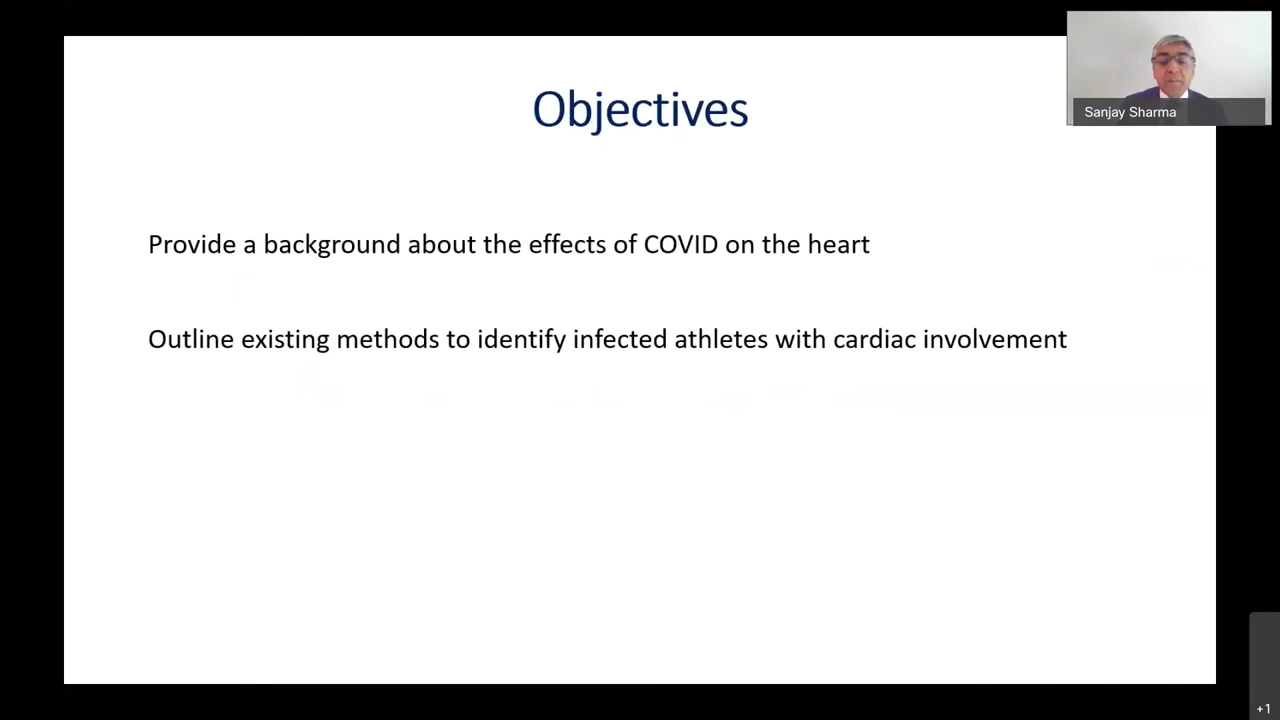 Objectives
Sanjay Sharma
Provide a background about the effects of COVID on the heart
Outline existing methods to identify infected athletes with cardiac involvement
+1